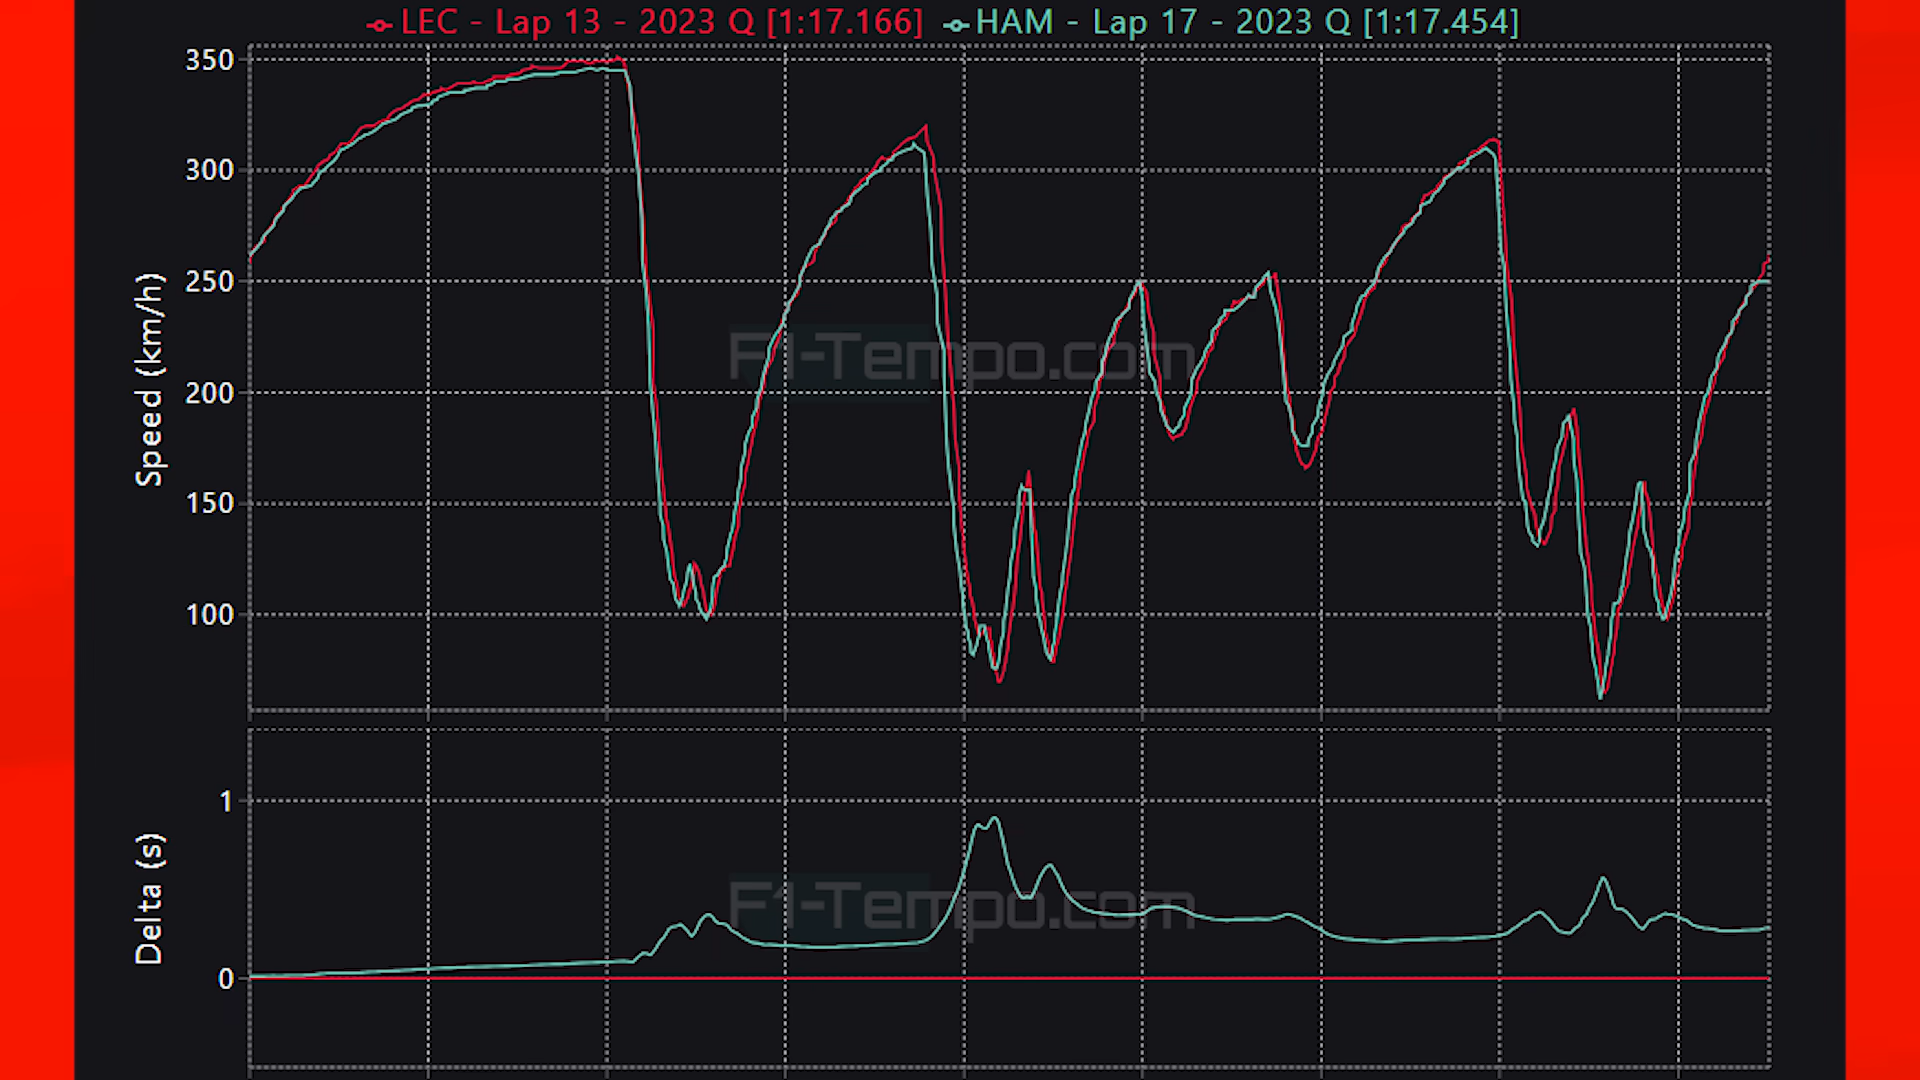 LEC - Lap 13 - 2023 Q [1:17.166] HAM - Lap 17 - 2023 Q [1:17.454]
350
300
250
200
150
100
Speed (km/h)
F1-Tempo.com
1
0
Delta (s)
F1-Tempo.com